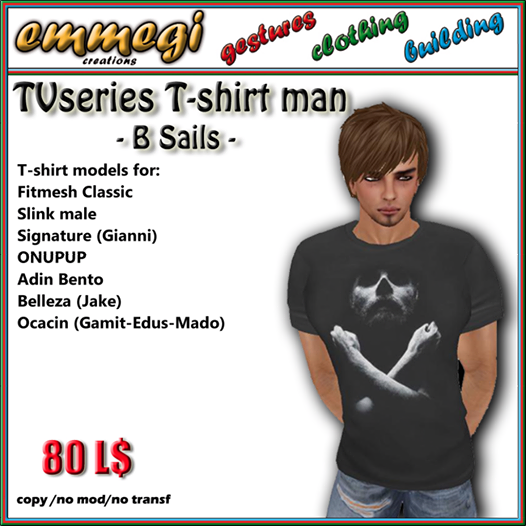 emmegi
creations
gestures clothing building
TVseries T-shirt man
- B Sails -
T-shirt models for:
Fitmesh Classic
Slink male
Signature (Gianni)
ONUPUP
Adin Bento
Belleza (Jake)
Ocacin (Gamit-Edus-Mado)
80 L$
copy /no mod/no transf